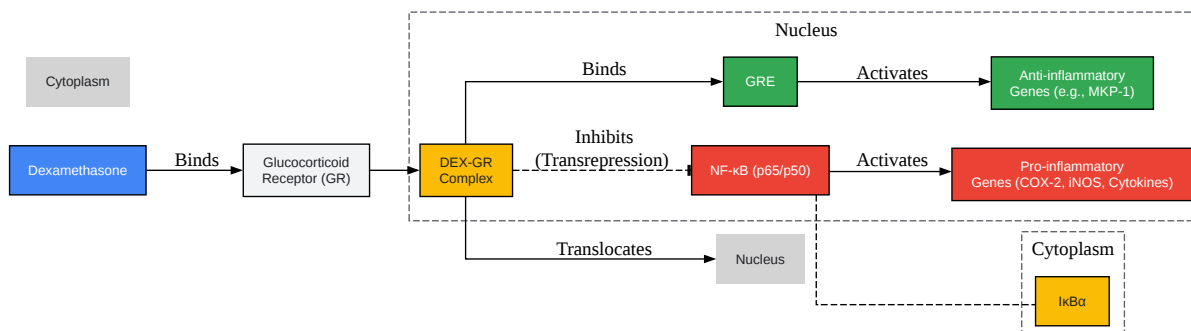 Nucleus
Cytoplasm
Binds
GRE
Activates
Anti-inflammatory
Genes (e.g., MKP-1)
Dexamethasone
Binds
Glucocorticoid
Receptor (GR)
DEX-GR
Complex
Inhibits
(Transrepression)
NF-κB (p65/p50)
Activates
Pro-inflammatory
Genes (COX-2, iNOS, Cytokines)
Translocates
Nucleus
Cytoplasm
IκBα